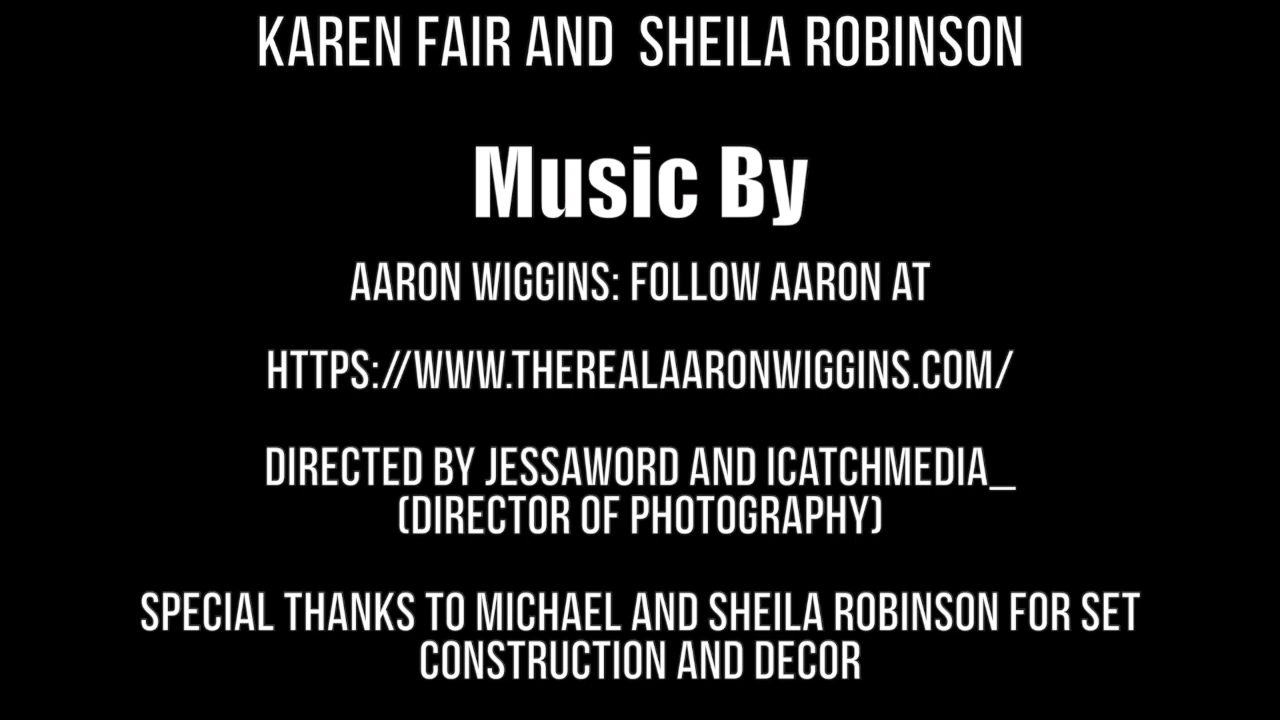 KAREN FAIR AND  SHEILA ROBINSON
Music By
AARON WIGGINS: FOLLOW AARON AT
HTTPS://WWW.THEREALAARONWIGGINS.COM/
DIRECTED BY JESSAWORD AND ICATCHMEDIA_
(DIRECTOR OF PHOTOGRAPHY)
SPECIAL THANKS TO MICHAEL AND SHEILA ROBINSON FOR SET
CONSTRUCTION AND DECOR